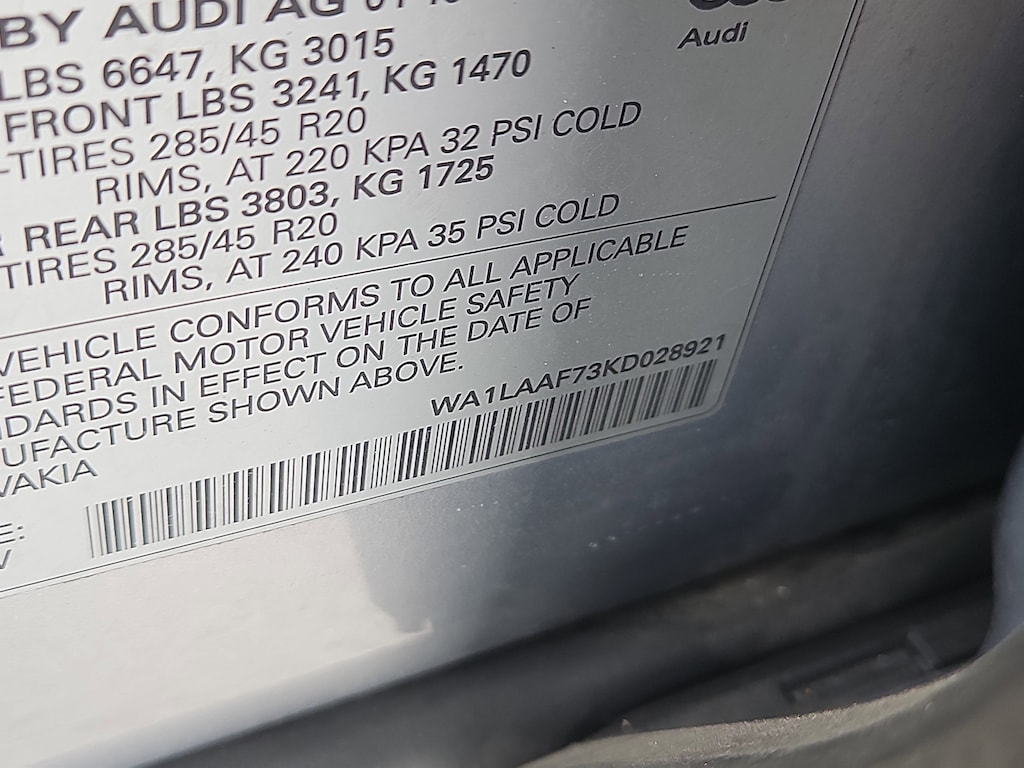 BY AUDI AG
Audi
LBS 6647, KG 3015
FRONT LBS 3241, KG 1470
-TIRES 285/45 R20
RIMS, AT 220 KPA 32 PSI COLD
REAR LBS 3803, KG 1725
TIRES 285/45 R20
RIMS, AT 240 KPA 35 PSI COLD
VEHICLE CONFORMS TO ALL APPLICABLE
FEDERAL MOTOR VEHICLE SAFETY
NDARDS IN EFFECT ON THE DATE OF
UFACTURE SHOWN ABOVE.
WA1LAAF73KD028921
VAKIA
E: